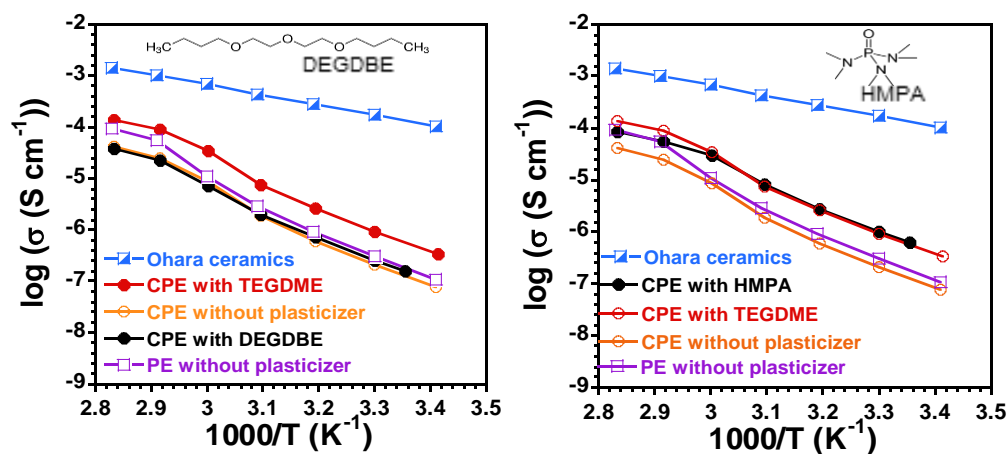 -2
-3
-4
-5
-6
-7
-8
-9
log (σ (S cm⁻¹))
H₃C
O
O
O
CH₃
DEGDBE
Ohara ceramics
CPE with TEGDME
CPE without plasticizer
CPE with DEGDBE
PE without plasticizer
2.8 2.9 3 3.1 3.2 3.3 3.4 3.5
1000/T (K⁻¹)
-2
-3
-4
-5
-6
-7
-8
-9
log (σ (S cm⁻¹))
O
N P N
N
HMPA
Ohara ceramics
CPE with HMPA
CPE with TEGDME
CPE without plasticizer
PE without plasticizer
2.8 2.9 3 3.1 3.2 3.3 3.4 3.5
1000/T (K⁻¹)